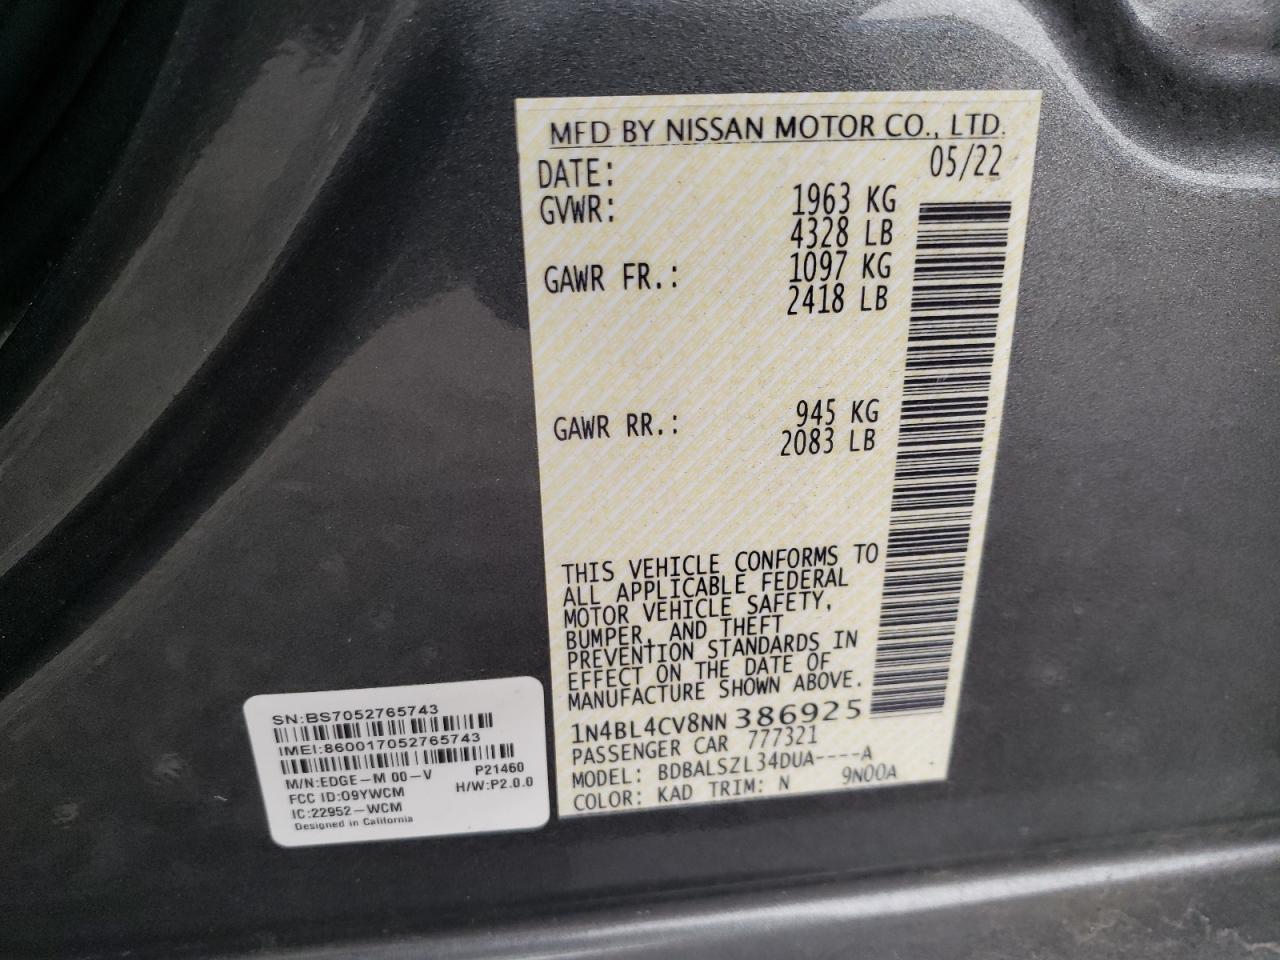 MFD BY NISSAN MOTOR CO., LTD.
DATE: 05/22
GVWR: 1963 KG
4328 LB
GAWR FR.: 1097 KG
2418 LB
GAWR RR.: 945 KG
2083 LB
THIS VEHICLE CONFORMS TO
ALL APPLICABLE FEDERAL
MOTOR VEHICLE SAFETY,
BUMPER, AND THEFT
PREVENTION STANDARDS IN
EFFECT ON THE DATE OF
MANUFACTURE SHOWN ABOVE.
1N4BL4CV8NN386925
PASSENGER CAR 777321
MODEL: BDBALSZL34DUA----A
COLOR: KAD TRIM: N 9N00A
SN:BS7052765743
IMEI:860017052765743
M/N:EDGE-M 00-V P21460
FCC ID:O9YWCM H/W:P2.0.0
IC:22952-WCM
Designed in California